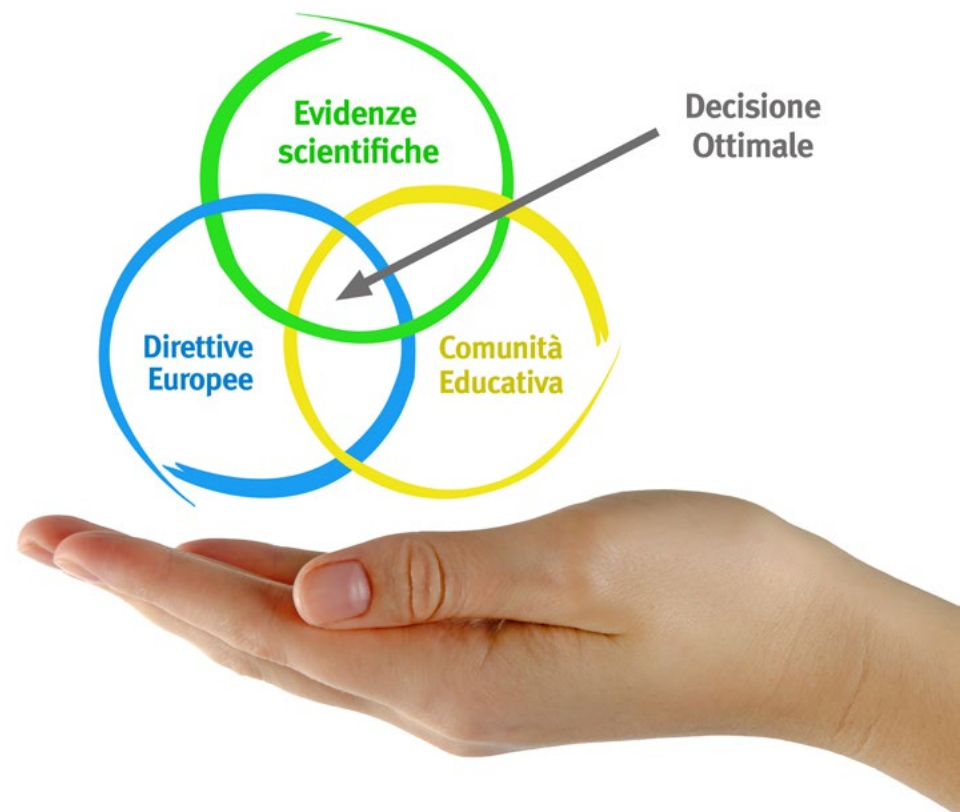 Evidenze
scientifiche
Decisione
Ottimale
Direttive
Europee
Comunità
Educativa